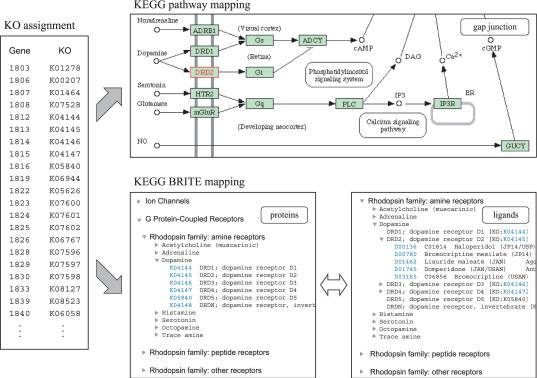 KO assignment
Gene KO
1803 K01278
1806 K00207
1807 K01464
1808 K07528
1812 K04144
1813 K04145
1814 K04146
1815 K04147
1816 K05840
1819 K06944
1822 K05626
1823 K07600
1824 K07601
1825 K07602
1826 K06767
1828 K07596
1829 K07597
1830 K07598
1833 K08127
1839 K08523
1840 K06058
KEGG pathway mapping
Noradrenaline
ADRB1
(Visual cortex)
Gs
ADCY
cAMP
DAG
Ca2+
gap junction
cGMP
Dopamine
DRD1
(Retina)
DRD2
Gi
Phosphatidylinositol
signaling system
Serotonin
HTR2
Glutamate
mGluR
Gq
PLC
IP3
IP3R
ER
Calcium signaling
pathway
(Developing neocortex)
NO
GUCY
KEGG BRITE mapping
Ion Channels
proteins
G Protein-Coupled Receptors
Rhodopsin family: amine receptors
Acetylcholine (muscarinic)
Adrenaline
Dopamine
K04144 DRD1; dopamine receptor D1
K04145 DRD2; dopamine receptor D2
K04146 DRD3; dopamine receptor D3
K04147 DRD4; dopamine receptor D4
K05840 DRD5; dopamine receptor D5
K04148 DRDN; dopamine receptor, invert
Histamine
Serotonin
Octopamine
Trace amine
Rhodopsin family: peptide receptors
Rhodopsin family: other receptors
Rhodopsin family: amine receptors
Acetylcholine (muscarinic)
ligands
Adrenaline
Dopamine
DRD1; dopamine receptor D1 [KO:K04144]
DRD2; dopamine receptor D2 [KO:K04145]
D00136 C01814 Haloperidol (JP14/USP)
D00780 Bromocriptine mesilate (JP14)
D01462 Lisuride maleate (JAN) Ago
D01745 Domperidone (JAN/USAN) Ant
D03165 C06856 Bromocriptine (USAN)
DRD3; dopamine receptor D3 [KO:K04146]
DRD4; dopamine receptor D4 [KO:K04147]
DRD5; dopamine receptor D5 [KO:K05840]
DRDN; dopamine receptor, invertebrate [K
Histamine
Serotonin
Octopamine
Trace amine
Rhodopsin family: peptide receptors
Rhodopsin family: other receptors